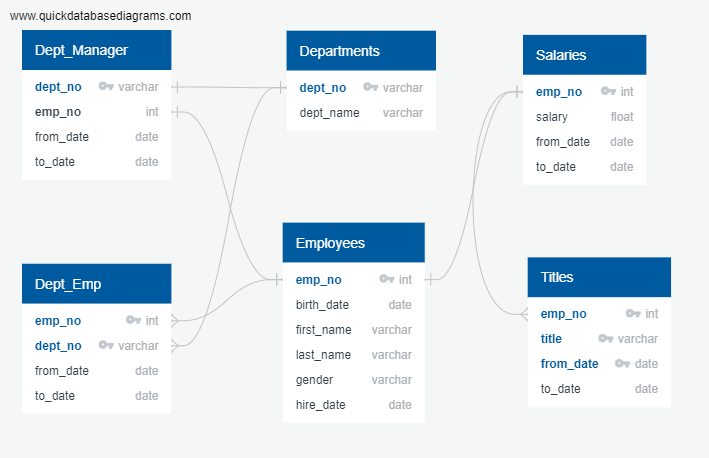 www.quickdatabasediagrams.com
Dept_Manager
dept_no varchar
emp_no int
from_date date
to_date date
Departments
dept_no varchar
dept_name varchar
Salaries
emp_no int
salary float
from_date date
to_date date
Employees
emp_no int
birth_date date
first_name varchar
last_name varchar
gender varchar
hire_date date
Dept_Emp
emp_no int
dept_no varchar
from_date date
to_date date
Titles
emp_no int
title varchar
from_date date
to_date date